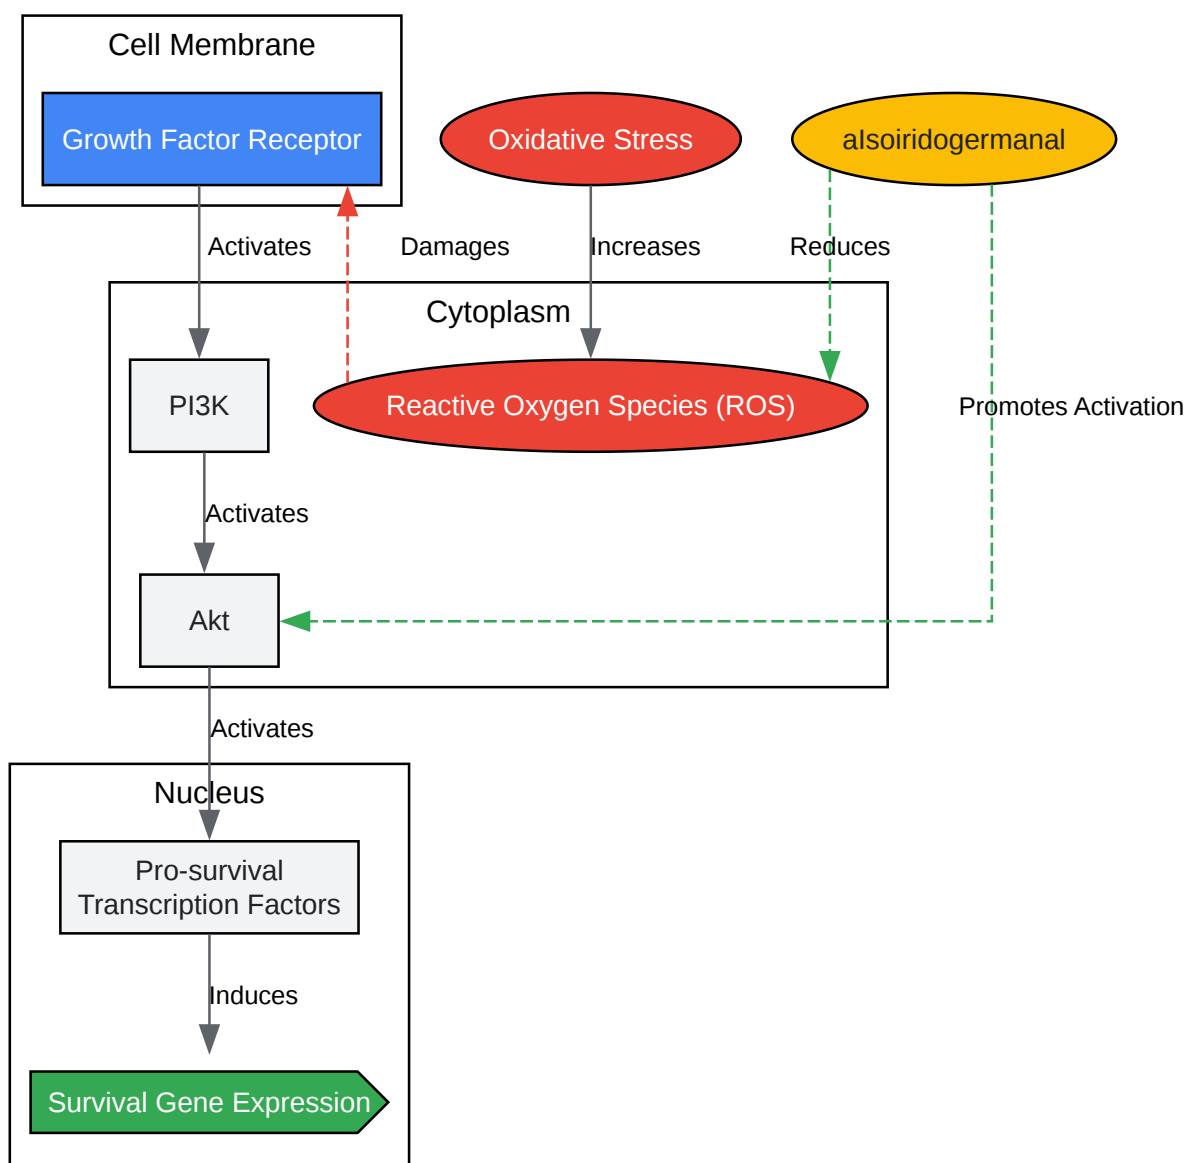 Cell Membrane
Growth Factor Receptor
Oxidative Stress
aIsoiridogermanal
Activates
Damages
Increases
Reduces
Cytoplasm
PI3K
Reactive Oxygen Species (ROS)
Promotes Activation
Activates
Akt
Activates
Nucleus
Pro-survival
Transcription Factors
Induces
Survival Gene Expression